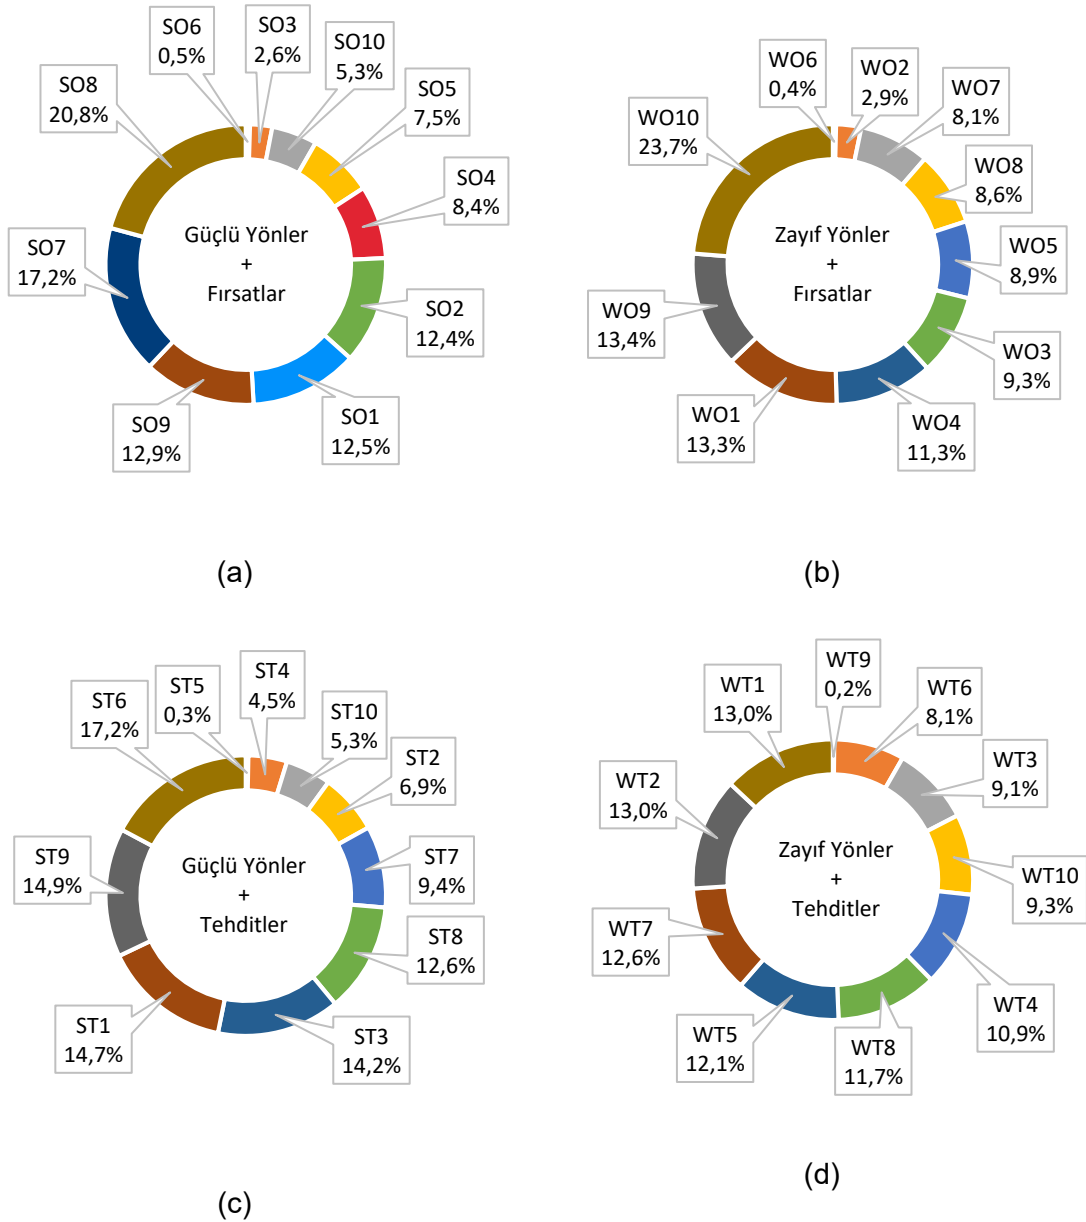 SO6
0,5%
SO3
2,6%
SO10
5,3%
SO5
7,5%
SO4
8,4%
SO2
12,4%
SO1
12,5%
SO9
12,9%
SO7
17,2%
SO8
20,8%
Güçlü Yönler
+
Fırsatlar
(a)
WO6
0,4%
WO2
2,9%
WO7
8,1%
WO8
8,6%
WO5
8,9%
WO3
9,3%
WO4
11,3%
WO1
13,3%
WO9
13,4%
WO10
23,7%
Zayıf Yönler
+
Fırsatlar
(b)
ST5
0,3%
ST4
4,5%
ST10
5,3%
ST2
6,9%
ST7
9,4%
ST8
12,6%
ST3
14,2%
ST1
14,7%
ST9
14,9%
ST6
17,2%
Güçlü Yönler
+
Tehditler
(c)
WT9
0,2%
WT6
8,1%
WT3
9,1%
WT10
9,3%
WT4
10,9%
WT8
11,7%
WT5
12,1%
WT7
12,6%
WT2
13,0%
WT1
13,0%
Zayıf Yönler
+
Tehditler
(d)